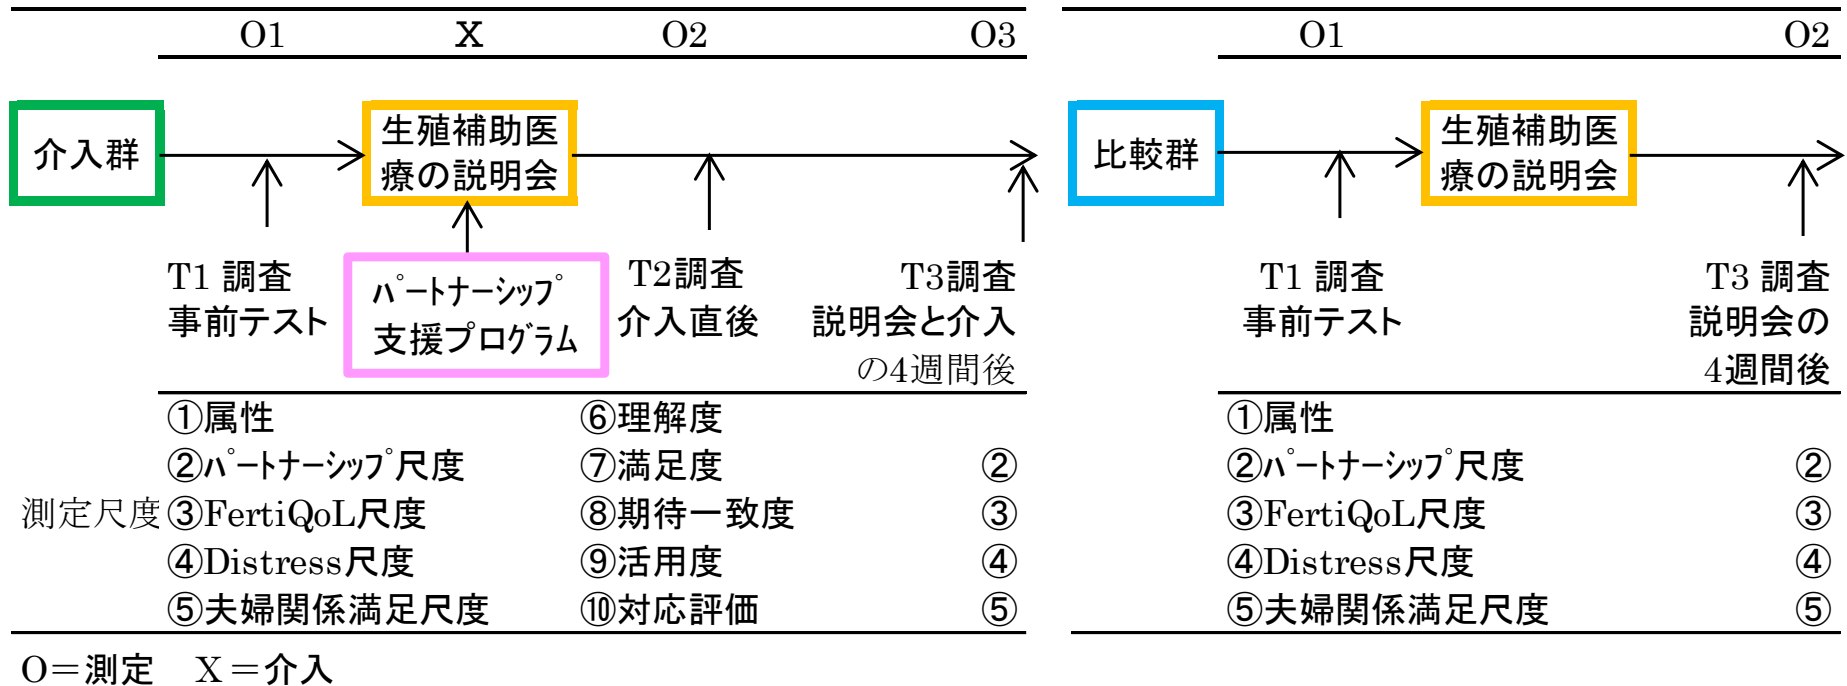 O1 X O2 O3
介入群
生殖補助医
療の説明会
T1 調査
事前テスト
パートナーシップ
支援プログラム
T2調査
介入直後
T3調査
説明会と介入
の4週間後
①属性 ⑥理解度
②パートナーシップ尺度 ⑦満足度 ②
測定尺度 ③FertiQoL尺度 ⑧期待一致度 ③
④Distress尺度 ⑨活用度 ④
⑤夫婦関係満足尺度 ⑩対応評価 ⑤
O=測定 X=介入
O1 O2
比較群
生殖補助医
療の説明会
T1 調査
事前テスト
T3 調査
説明会の
4週間後
①属性
②パートナーシップ尺度 ②
③FertiQoL尺度 ③
④Distress尺度 ④
⑤夫婦関係満足尺度 ⑤